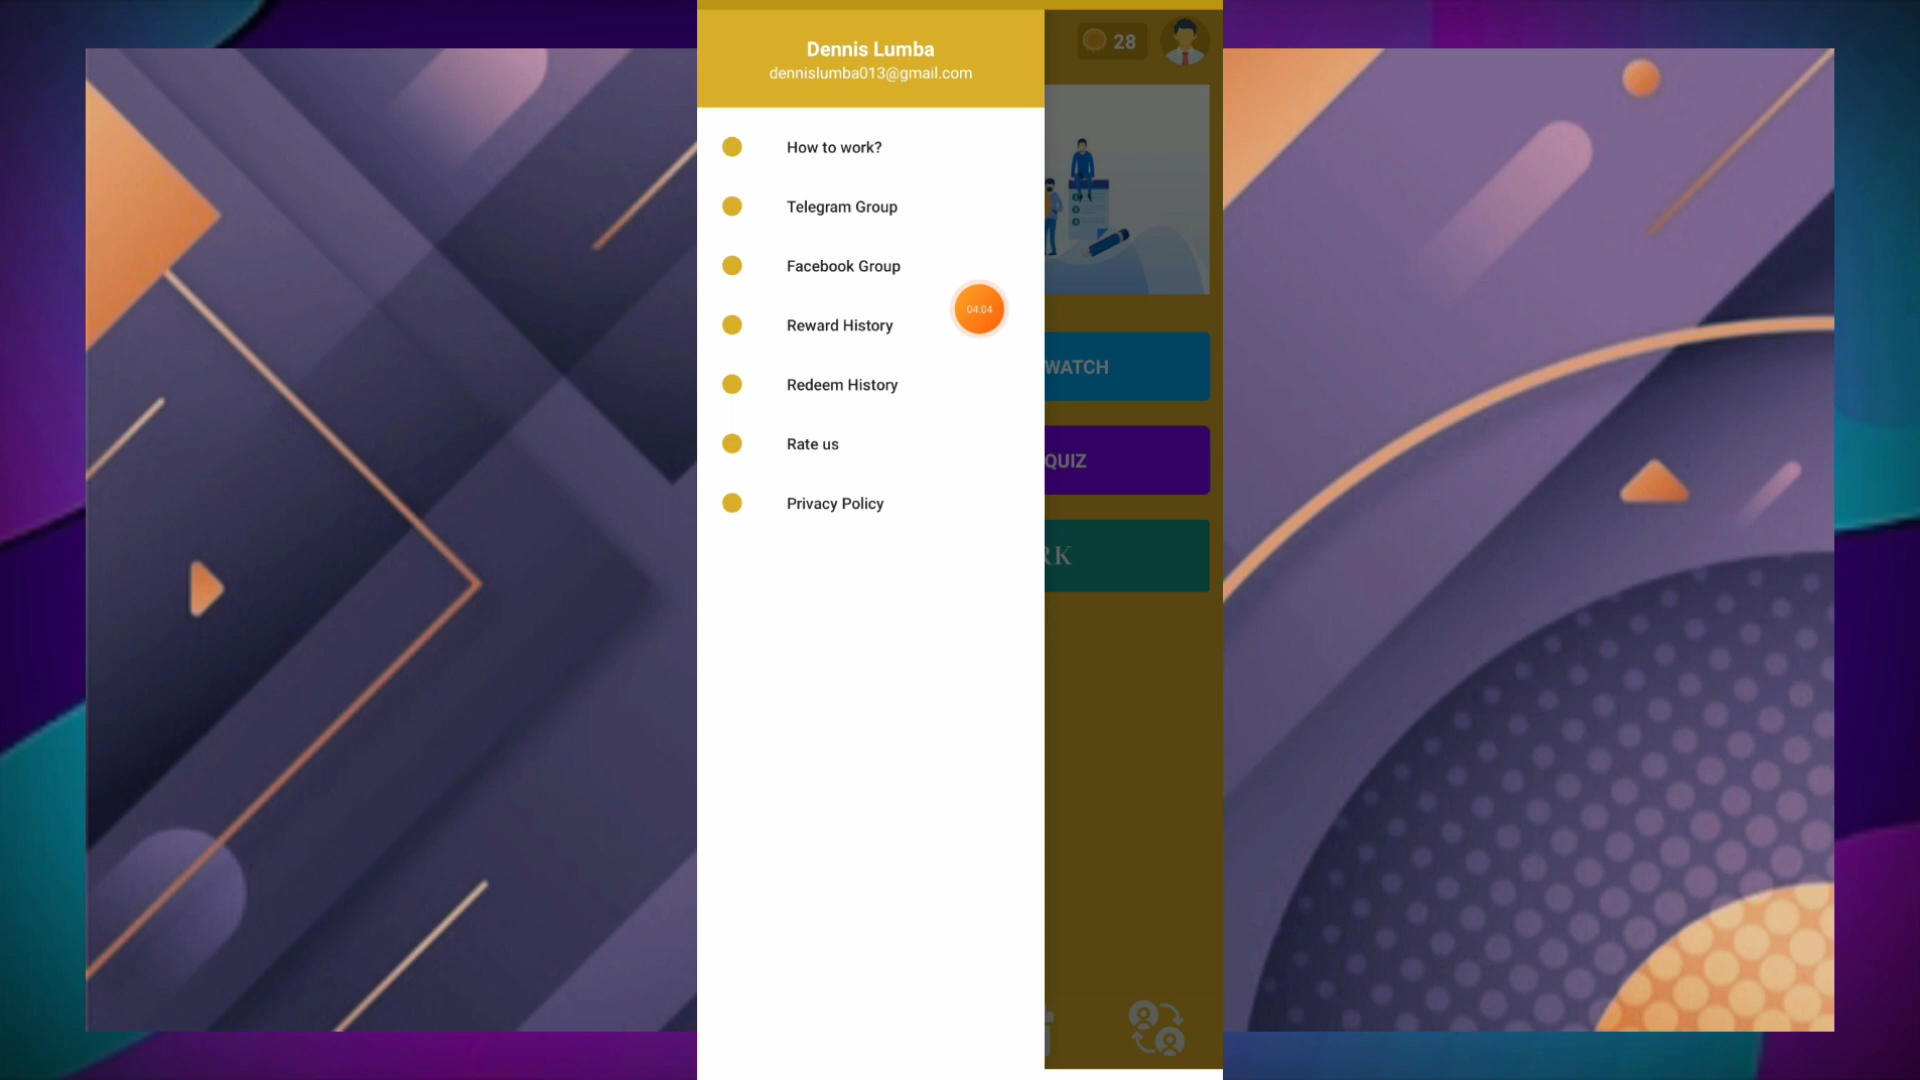 Dennis Lumba
dennislumba013@gmail.com
28
How to work?
Telegram Group
Facebook Group
04:04
Reward History
WATCH
Redeem History
Rate us
QUIZ
Privacy Policy
RK